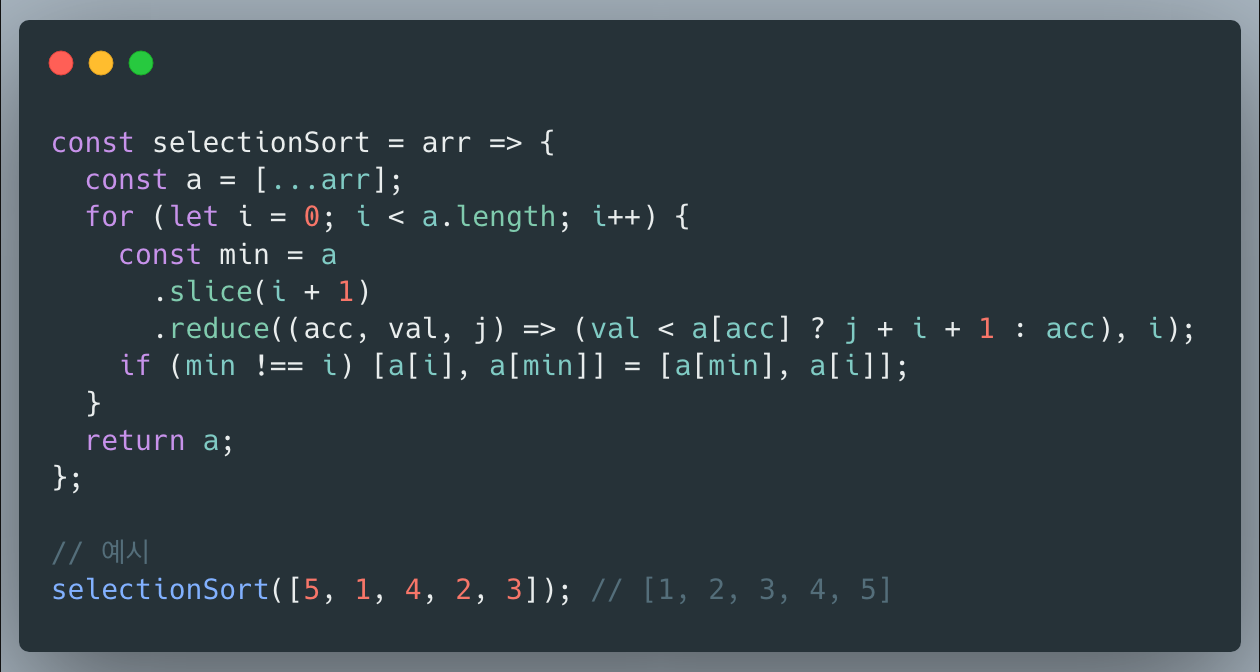 const selectionSort = arr => {
  const a = [...arr];
  for (let i = 0; i < a.length; i++) {
    const min = a
      .slice(i + 1)
      .reduce((acc, val, j) => (val < a[acc] ? j + i + 1 : acc), i);
    if (min !== i) [a[i], a[min]] = [a[min], a[i]];
  }
  return a;
};

// 예시
selectionSort([5, 1, 4, 2, 3]); // [1, 2, 3, 4, 5]